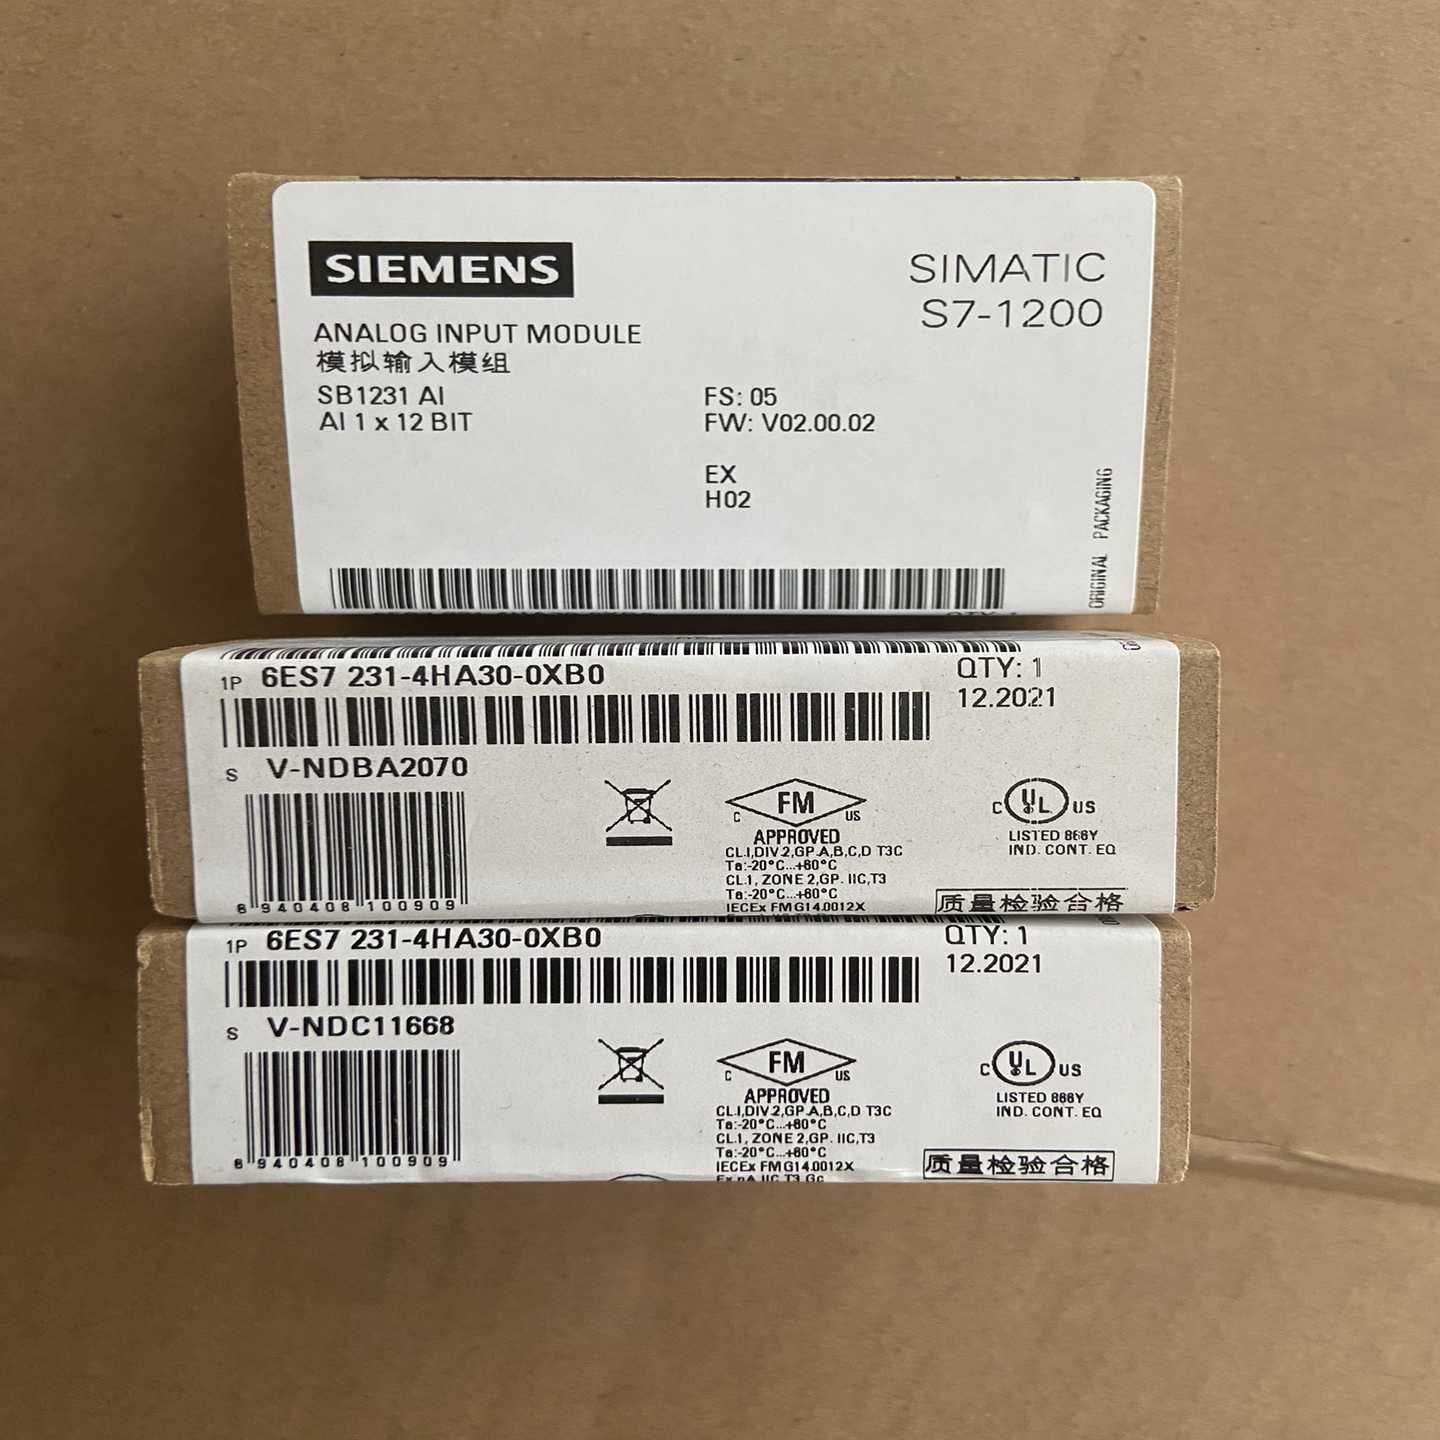 SIEMENS
SIMATIC
S7-1200
ANALOG INPUT MODULE
模拟输入模组
SB1231 AI
AI 1 x 12 BIT
FS: 05
FW: V02.00.02
EX
H02
ORIGINAL PACKAGING
1P 6ES7 231-4HA30-0XB0
QTY: 1
12.2021
S V-NDBA2070
C FM US
APPROVED
CL.I,DIV.2,GP.A,B,C,D T3C
Ta:-20°C...+60°C
CL.1, ZONE 2,GP. IIC,T3
Ta:-20°C...+60°C
IECEx FMG14.0012X
C UL US
LISTED 866Y
IND. CONT. EQ
质量检验合格
6 940408 100909
1P 6ES7 231-4HA30-0XB0
QTY: 1
12.2021
S V-NDC11668
C FM US
APPROVED
CL.I,DIV.2,GP.A,B,C,D T3C
Ta:-20°C...+60°C
CL.1, ZONE 2,GP. IIC,T3
Ta:-20°C...+60°C
IECEx FMG14.0012X
Ex nA IIC T3 Gc
C UL US
LISTED 866Y
IND. CONT. EQ
质量检验合格
6 940408 100909